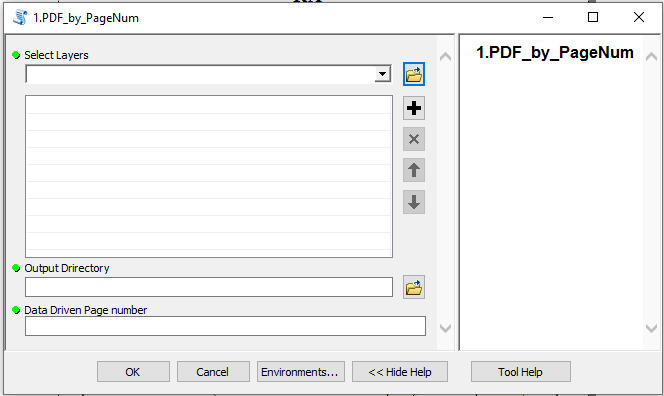 1.PDF_by_PageNum
Select Layers
Output Drirectory
Data Driven Page number
OK
Cancel
Environments...
<< Hide Help
Tool Help
1.PDF_by_PageNum